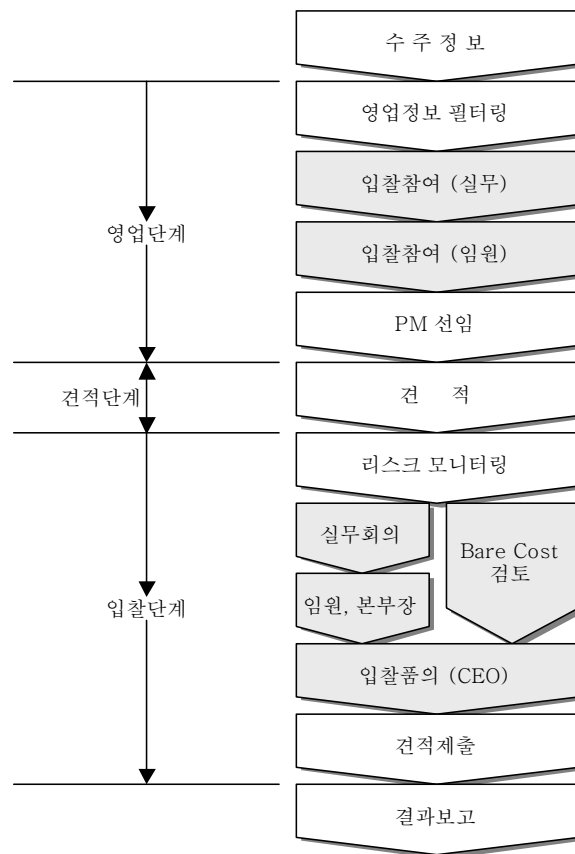 수 주 정 보
영업정보 필터링
입찰참여 (실무)
영업단계
입찰참여 (임원)
PM 선임
견적단계
견 적
리스크 모니터링
실무회의
Bare Cost
검토
입찰단계
임원, 본부장
입찰품의 (CEO)
견적제출
결과보고